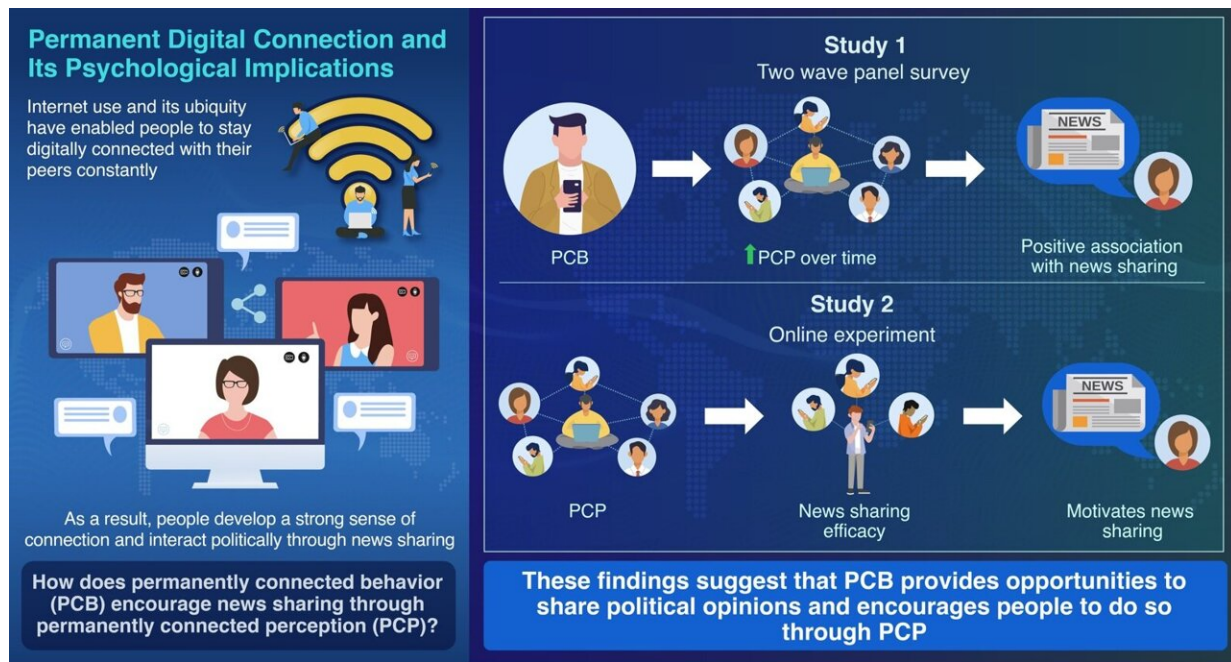 Permanent Digital Connection and
Its Psychological Implications
Internet use and its ubiquity
have enabled people to stay
digitally connected with their
peers constantly
As a result, people develop a strong sense of
connection and interact politically through news sharing
How does permanently connected behavior
(PCB) encourage news sharing through
permanently connected perception (PCP)?
Study 1
Two wave panel survey
NEWS
PCB
PCP over time
Positive association
with news sharing
Study 2
Online experiment
NEWS
PCP
News sharing
efficacy
Motivates news
sharing
These findings suggest that PCB provides opportunities to
share political opinions and encourages people to do so
through PCP